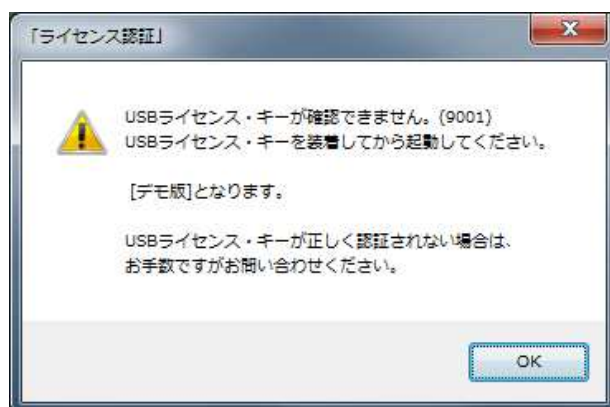 「ライセンス認証」
USBライセンス・キーが確認できません。(9001)
USBライセンス・キーを装着してから起動してください。
[デモ版]となります。
USBライセンス・キーが正しく認証されない場合は、
お手数ですがお問い合わせください。
OK